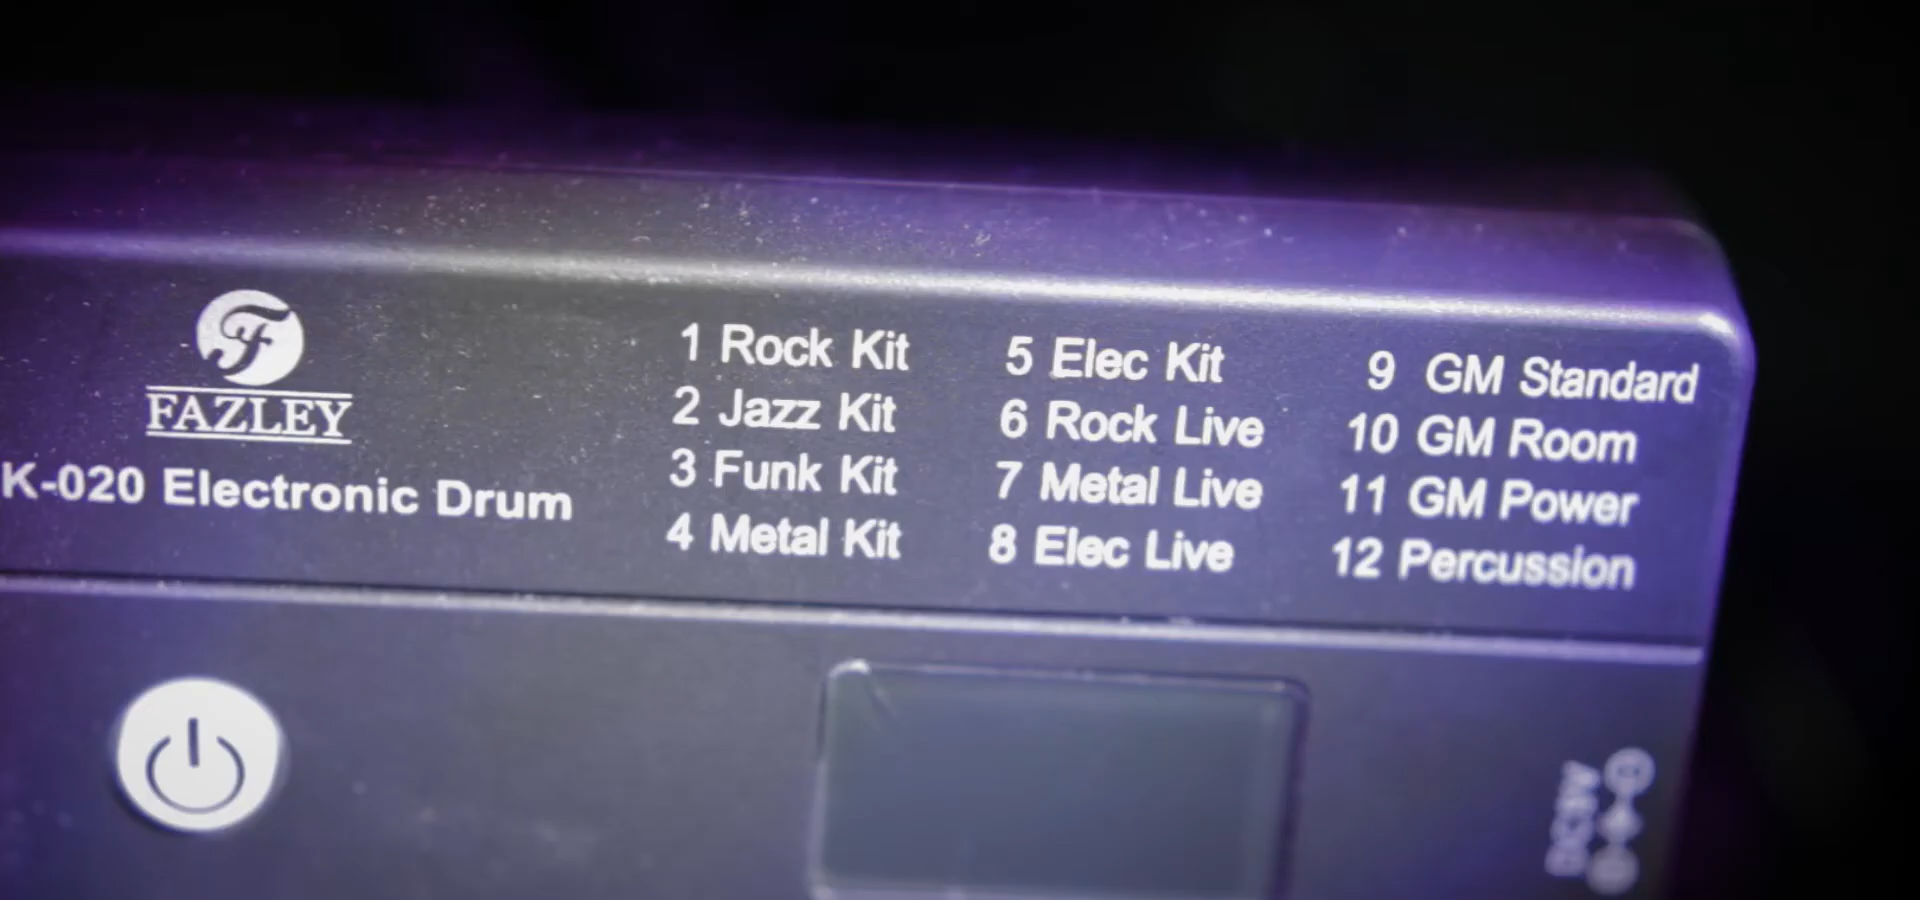 F
FAZLEY
K-020 Electronic Drum
1 Rock Kit
2 Jazz Kit
3 Funk Kit
4 Metal Kit
5 Elec Kit
6 Rock Live
7 Metal Live
8 Elec Live
9 GM Standard
10 GM Room
11 GM Power
12 Percussion